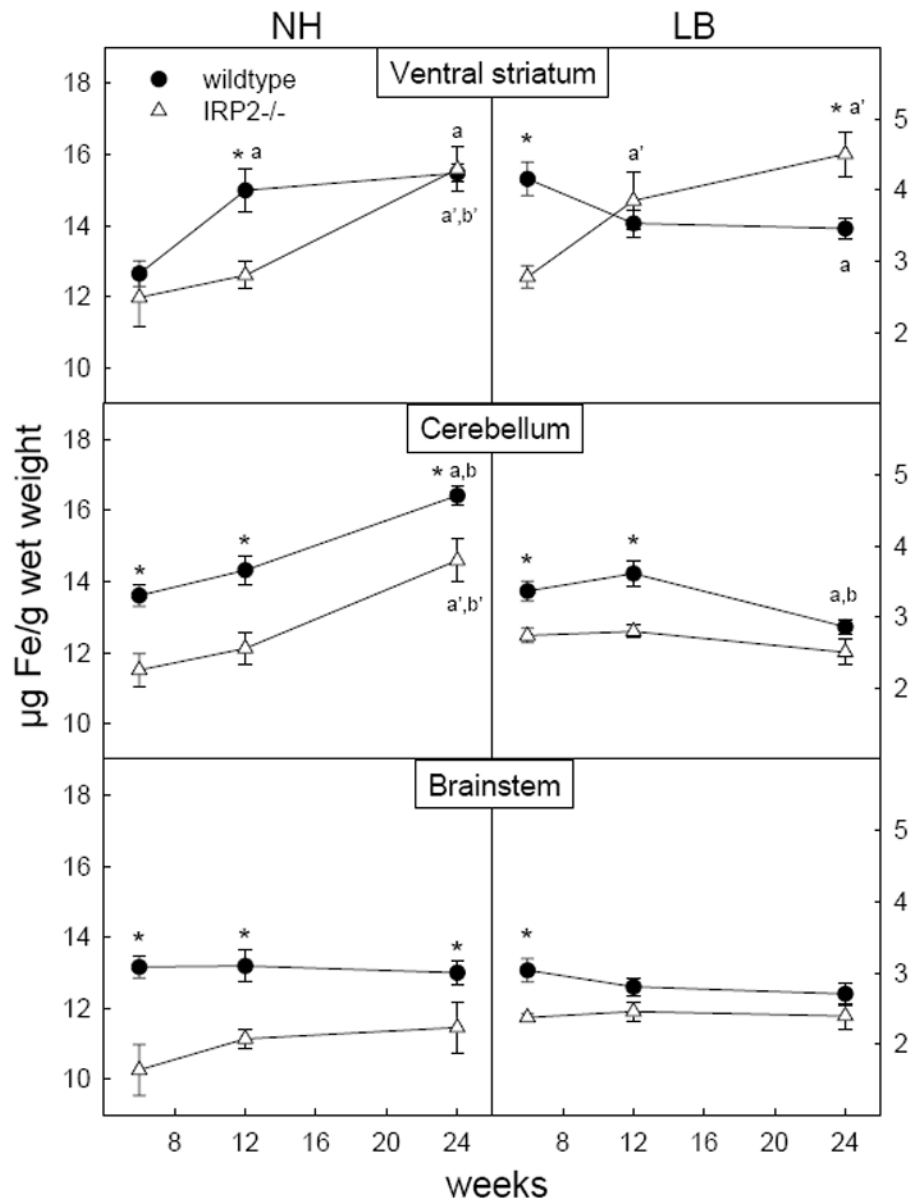 NH LB
Ventral striatum
wildtype
IRP2-/-
18
16
14
12
10
5
4
3
2
* a
a
a',b'
*
a'
* a'
a
Cerebellum
18
16
14
12
10
5
4
3
2
*
*
* a,b
a',b'
*
*
a,b
Brainstem
18
16
14
12
10
5
4
3
2
*
*
*
*
8 12 16 20 24 8 12 16 20 24
weeks
µg Fe/g wet weight